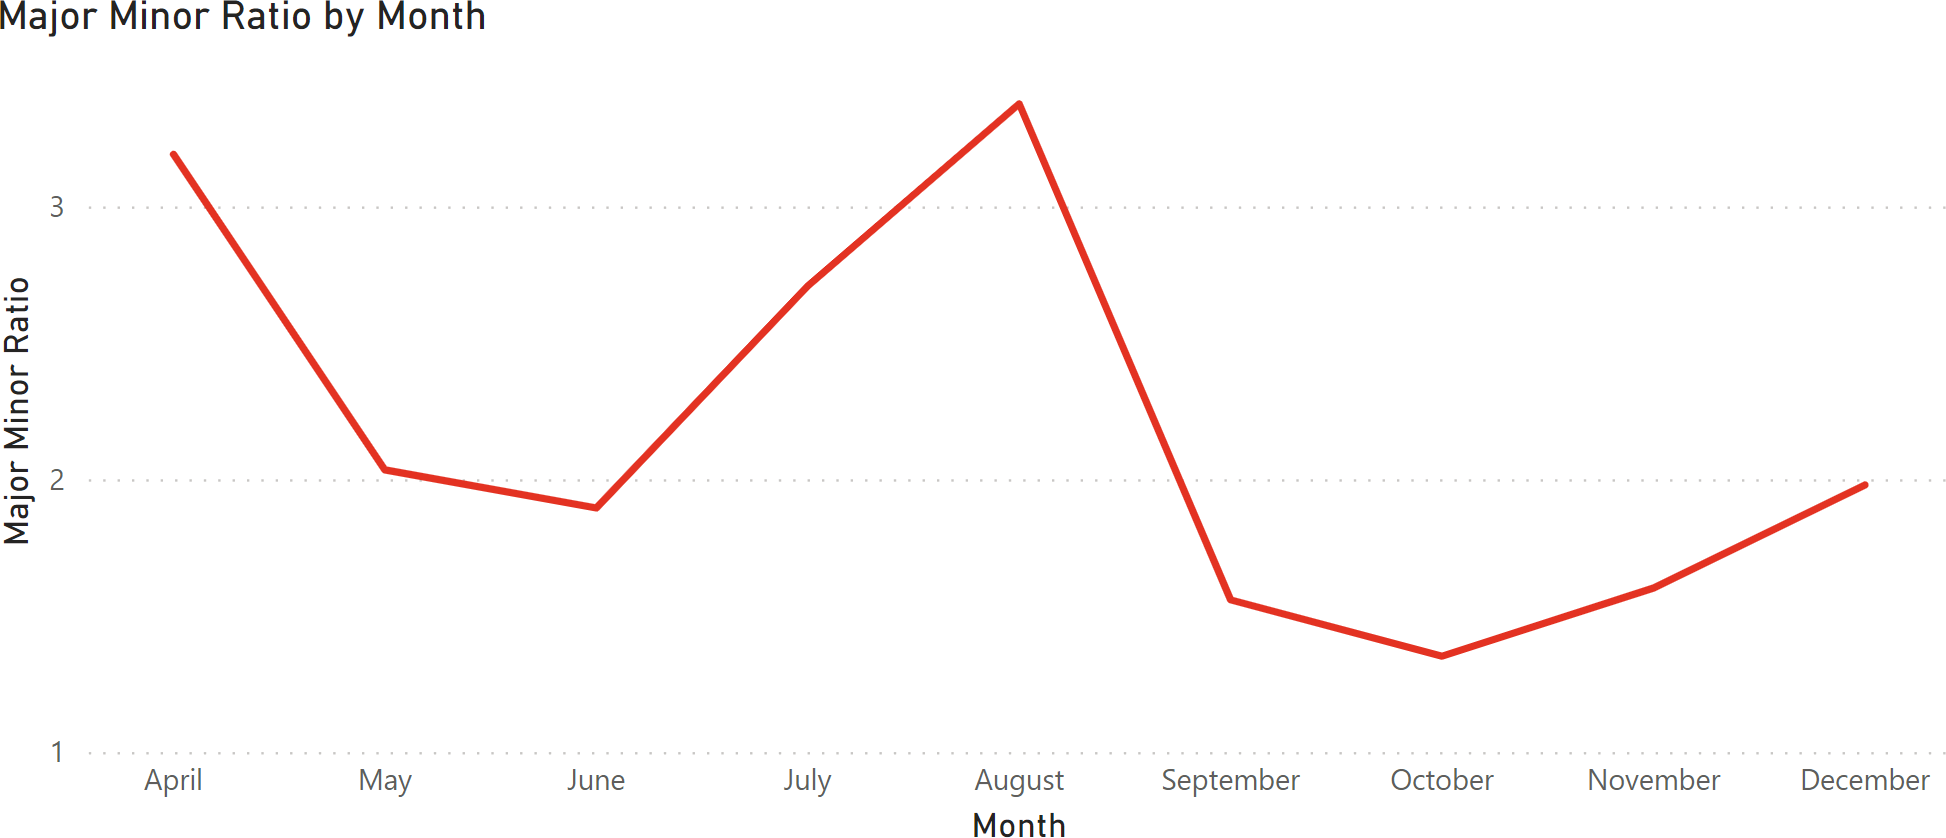 Major Minor Ratio by Month
Major Minor Ratio
3
2
1
April May June July August September October November December
Month